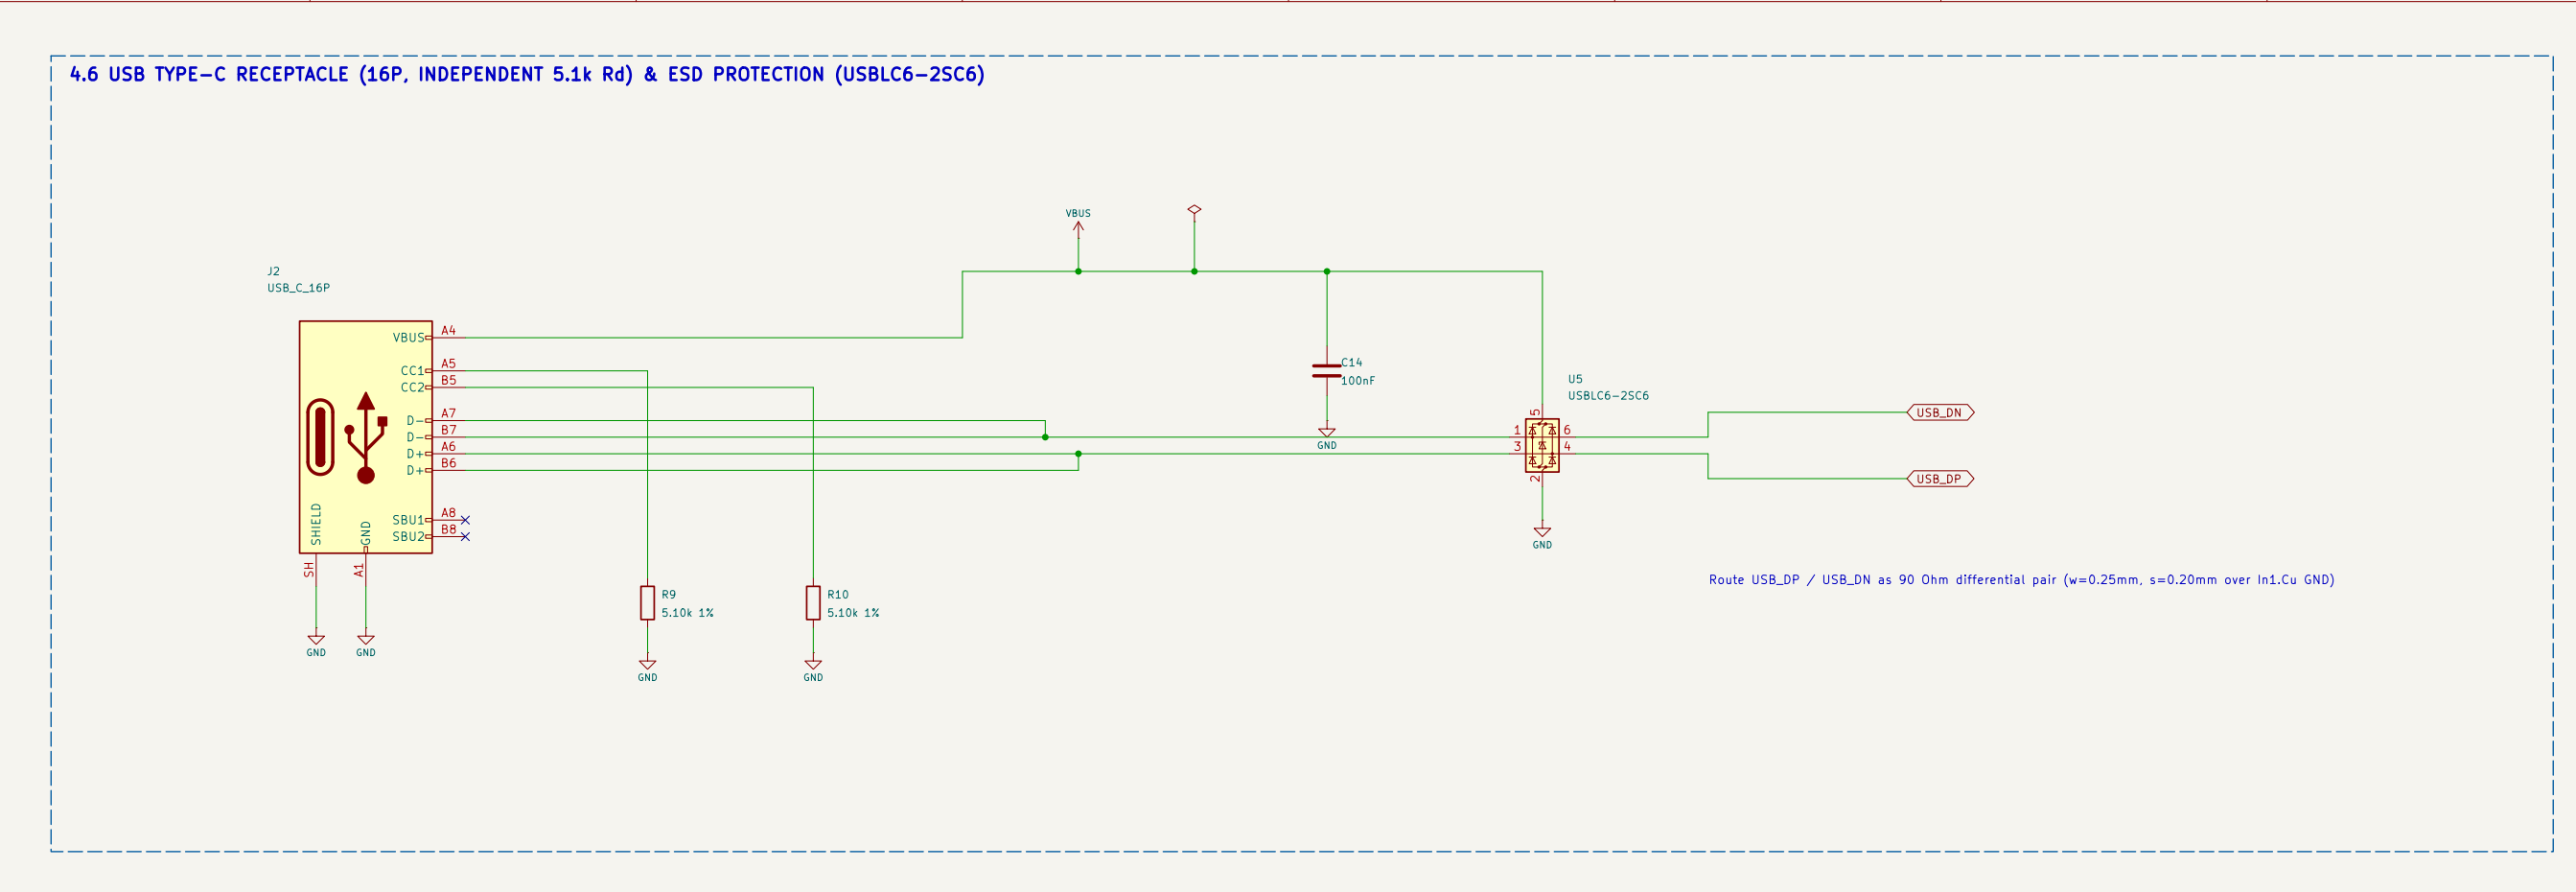 4.6 USB TYPE-C RECEPTACLE (16P, INDEPENDENT 5.1k Rd) & ESD PROTECTION (USBLC6-2SC6)
VBUS
J2
USB_C_16P
VBUS
A4
CC1
A5
CC2
B5
D-
A7
D-
B7
D+
A6
D+
B6
SBU1
A8
SBU2
B8
SHIELD
GND
SH
A1
GND
GND
R9
5.10k 1%
GND
R10
5.10k 1%
GND
C14
100nF
GND
U5
USBLC6-2SC6
5
1
3
6
4
2
GND
USB_DN
USB_DP
Route USB_DP / USB_DN as 90 Ohm differential pair (w=0.25mm, s=0.20mm over In1.Cu GND)